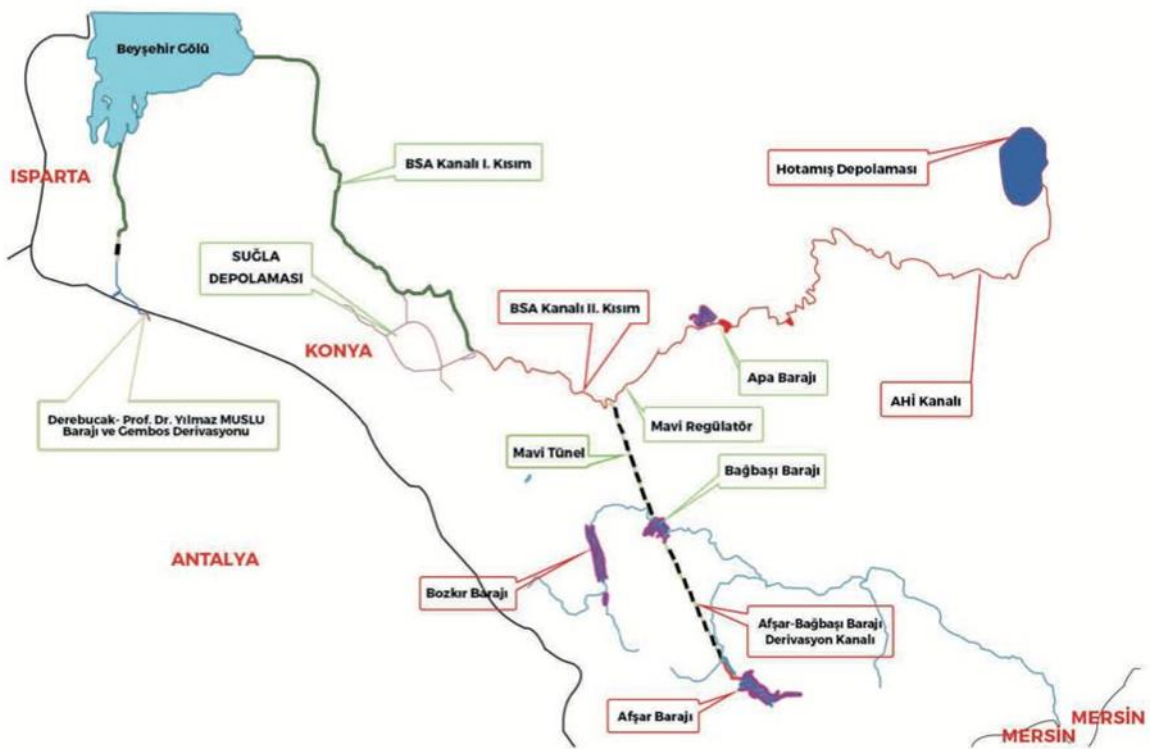 Beyşehir Gölü
BSA Kanalı I. Kısım
Hotamış Depolaması
ISPARTA
SUĞLA
DEPOLAMASI
BSA Kanalı II. Kısım
KONYA
Apa Barajı
AHİ Kanalı
Derebucak- Prof. Dr. Yılmaz MUSLU
Barajı ve Gembos Derivasyonu
Mavi Regülatör
Mavi Tünel
Bağbaşı Barajı
ANTALYA
Bozkır Barajı
Afşar-Bağbaşı Barajı
Derivasyon Kanalı
Afşar Barajı
MERSİN
MERSİN